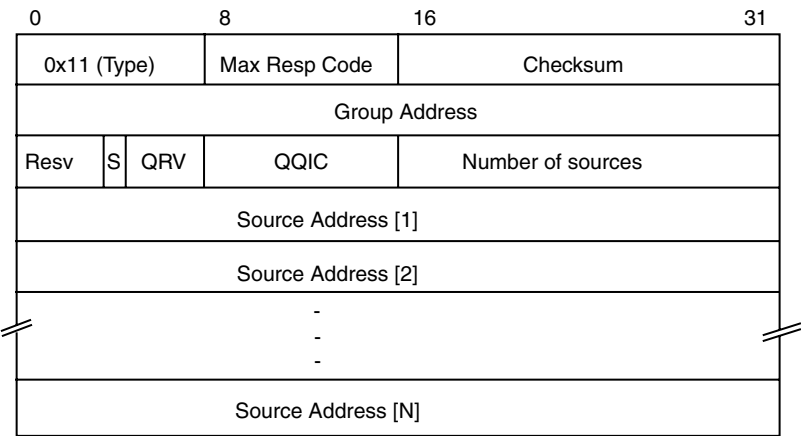 0 8 16 31
0x11 (Type) Max Resp Code Checksum
Group Address
Resv S QRV QQIC Number of sources
Source Address [1]
Source Address [2]
-
-
-
Source Address [N]